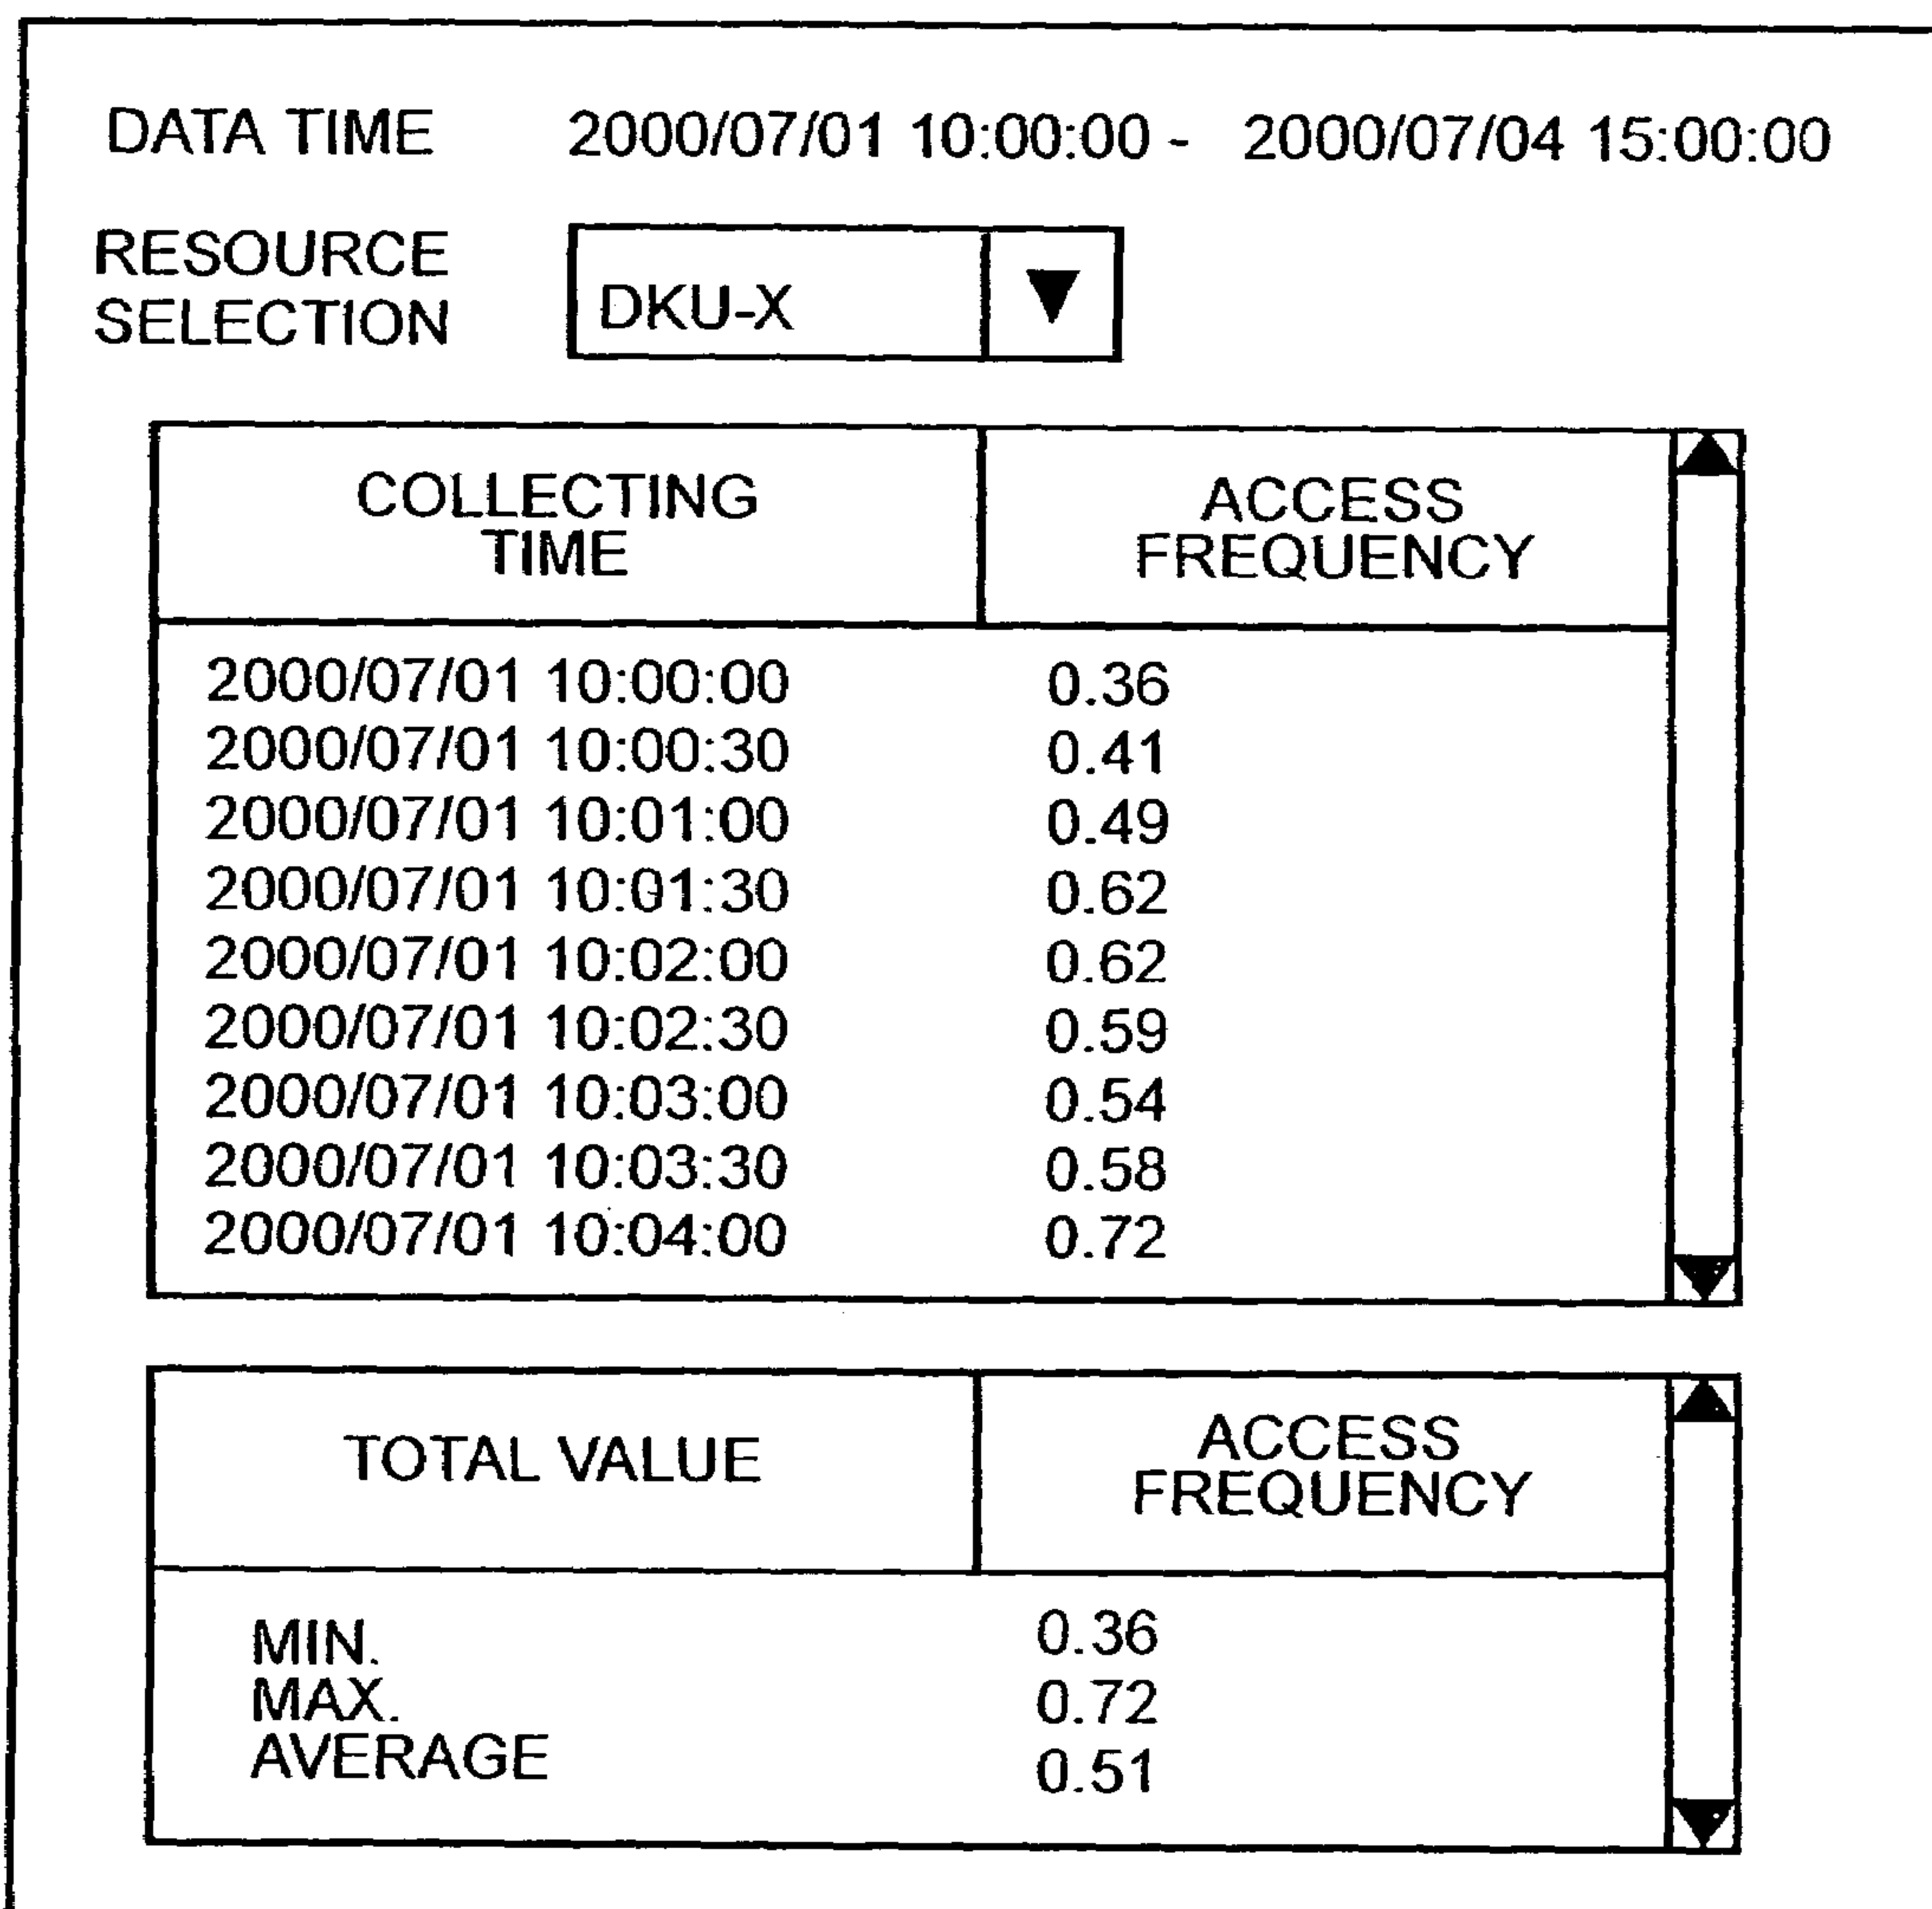 DATA TIME 2000/07/01 10:00:00 - 2000/07/04 15:00:00
RESOURCE
SELECTION
DKU-X
COLLECTING
TIME
ACCESS
FREQUENCY
2000/07/01 10:00:00 0.36
2000/07/01 10:00:30 0.41
2000/07/01 10:01:00 0.49
2000/07/01 10:01:30 0.62
2000/07/01 10:02:00 0.62
2000/07/01 10:02:30 0.59
2000/07/01 10:03:00 0.54
2000/07/01 10:03:30 0.58
2000/07/01 10:04:00 0.72
TOTAL VALUE
ACCESS
FREQUENCY
MIN. 0.36
MAX. 0.72
AVERAGE 0.51